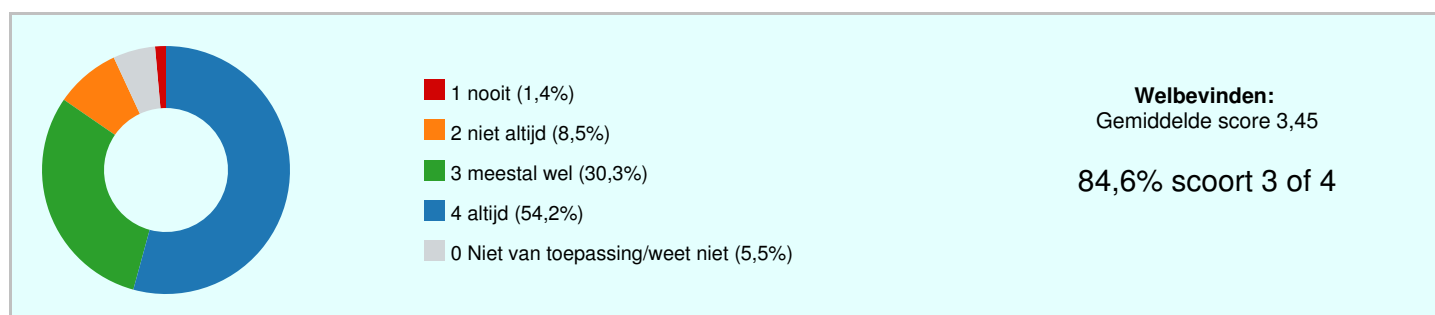 1 nooit (1,4%)
2 niet altijd (8,5%)
3 meestal wel (30,3%)
4 altijd (54,2%)
0 Niet van toepassing/weet niet (5,5%)
Welbevinden:
Gemiddelde score 3,45
84,6% scoort 3 of 4